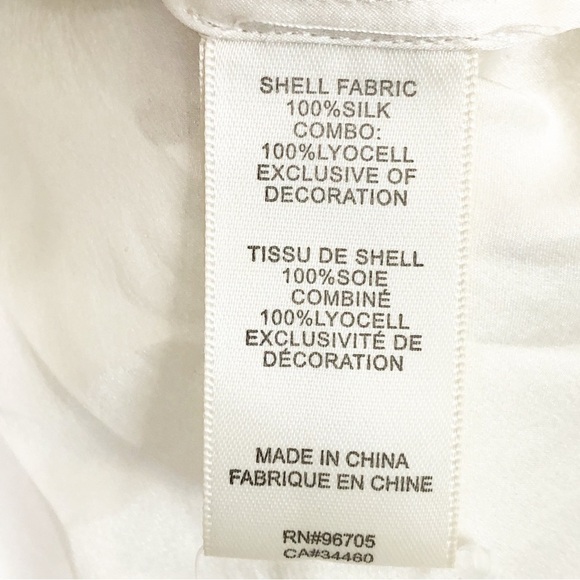 SHELL FABRIC
100%SILK
COMBO:
100%LYOCELL
EXCLUSIVE OF
DECORATION
TISSU DE SHELL
100%SOIE
COMBINÉ
100%LYOCELL
EXCLUSIVITÉ DE
DÉCORATION
MADE IN CHINA
FABRIQUE EN CHINE
RN#96705
CA#34460